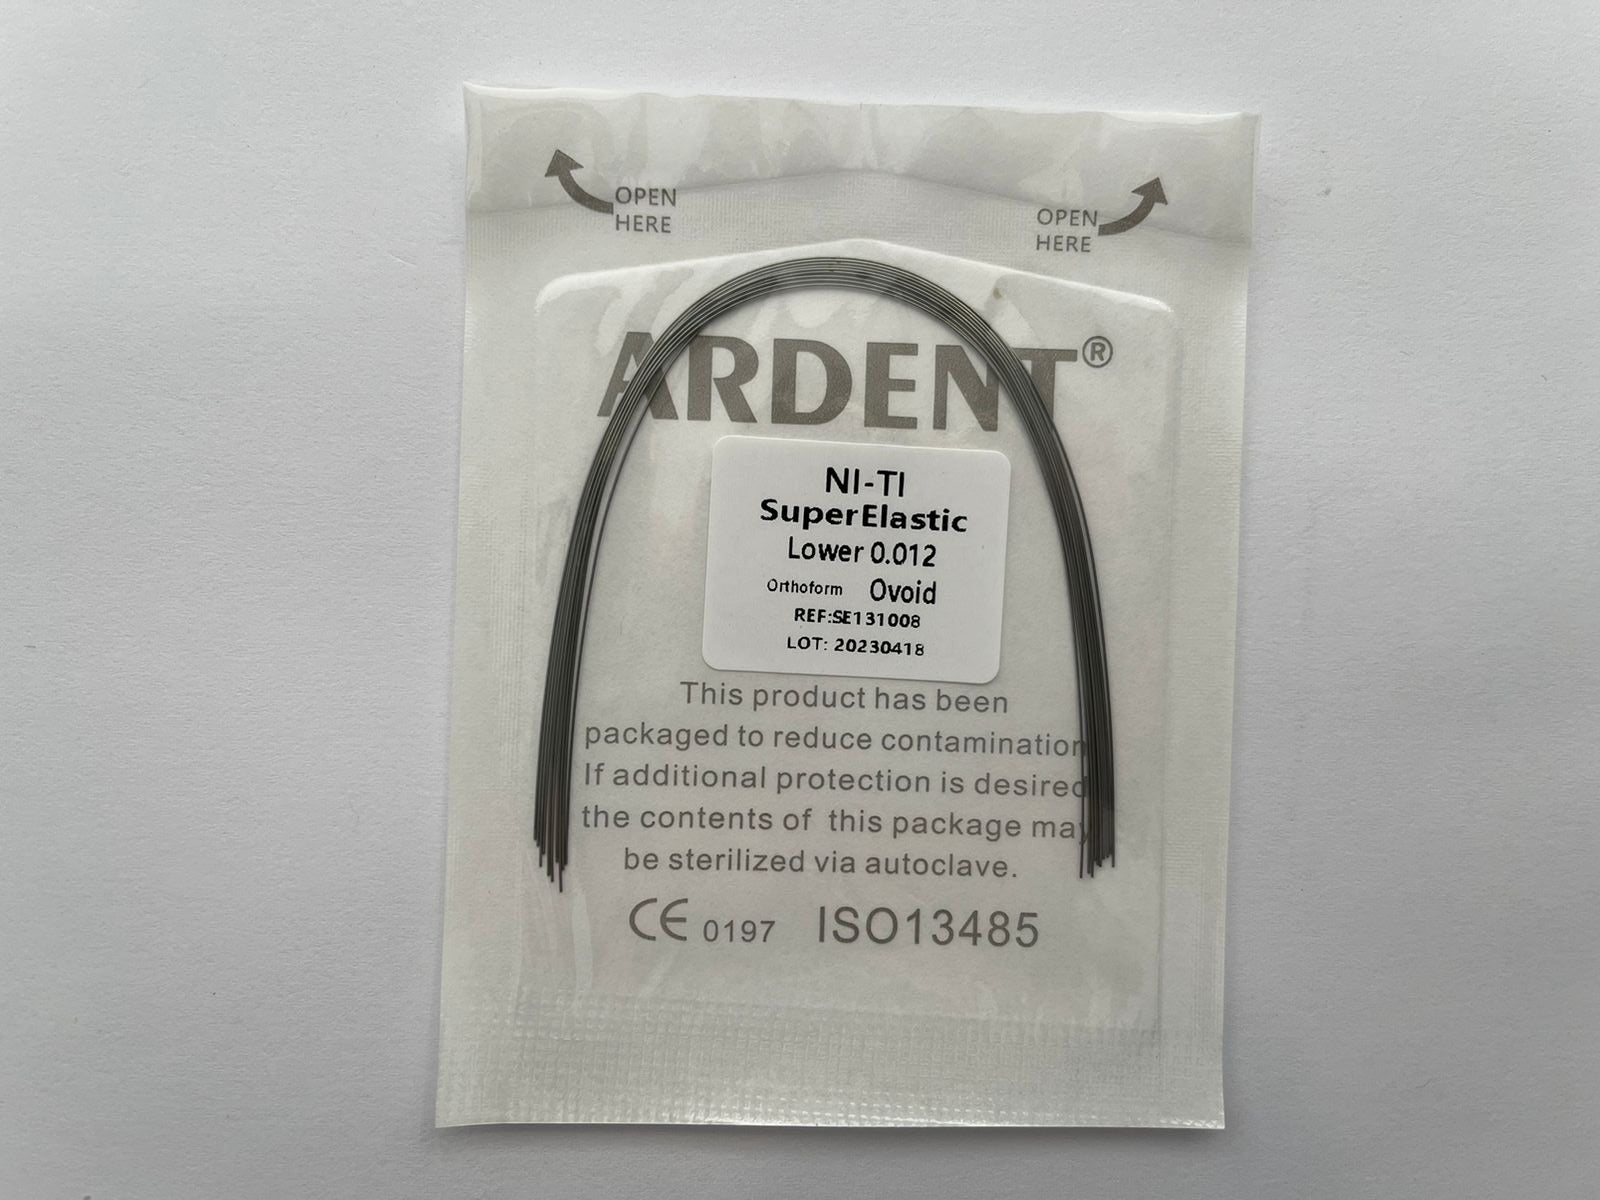 OPEN
HERE
OPEN
HERE
ARDENT®
NI-TI
SuperElastic
Lower 0.012
Orthoform Ovoid
REF:SE131008
LOT: 20230418
This product has been
packaged to reduce contamination
If additional protection is desired
the contents of this package may
be sterilized via autoclave.
CE 0197 ISO13485